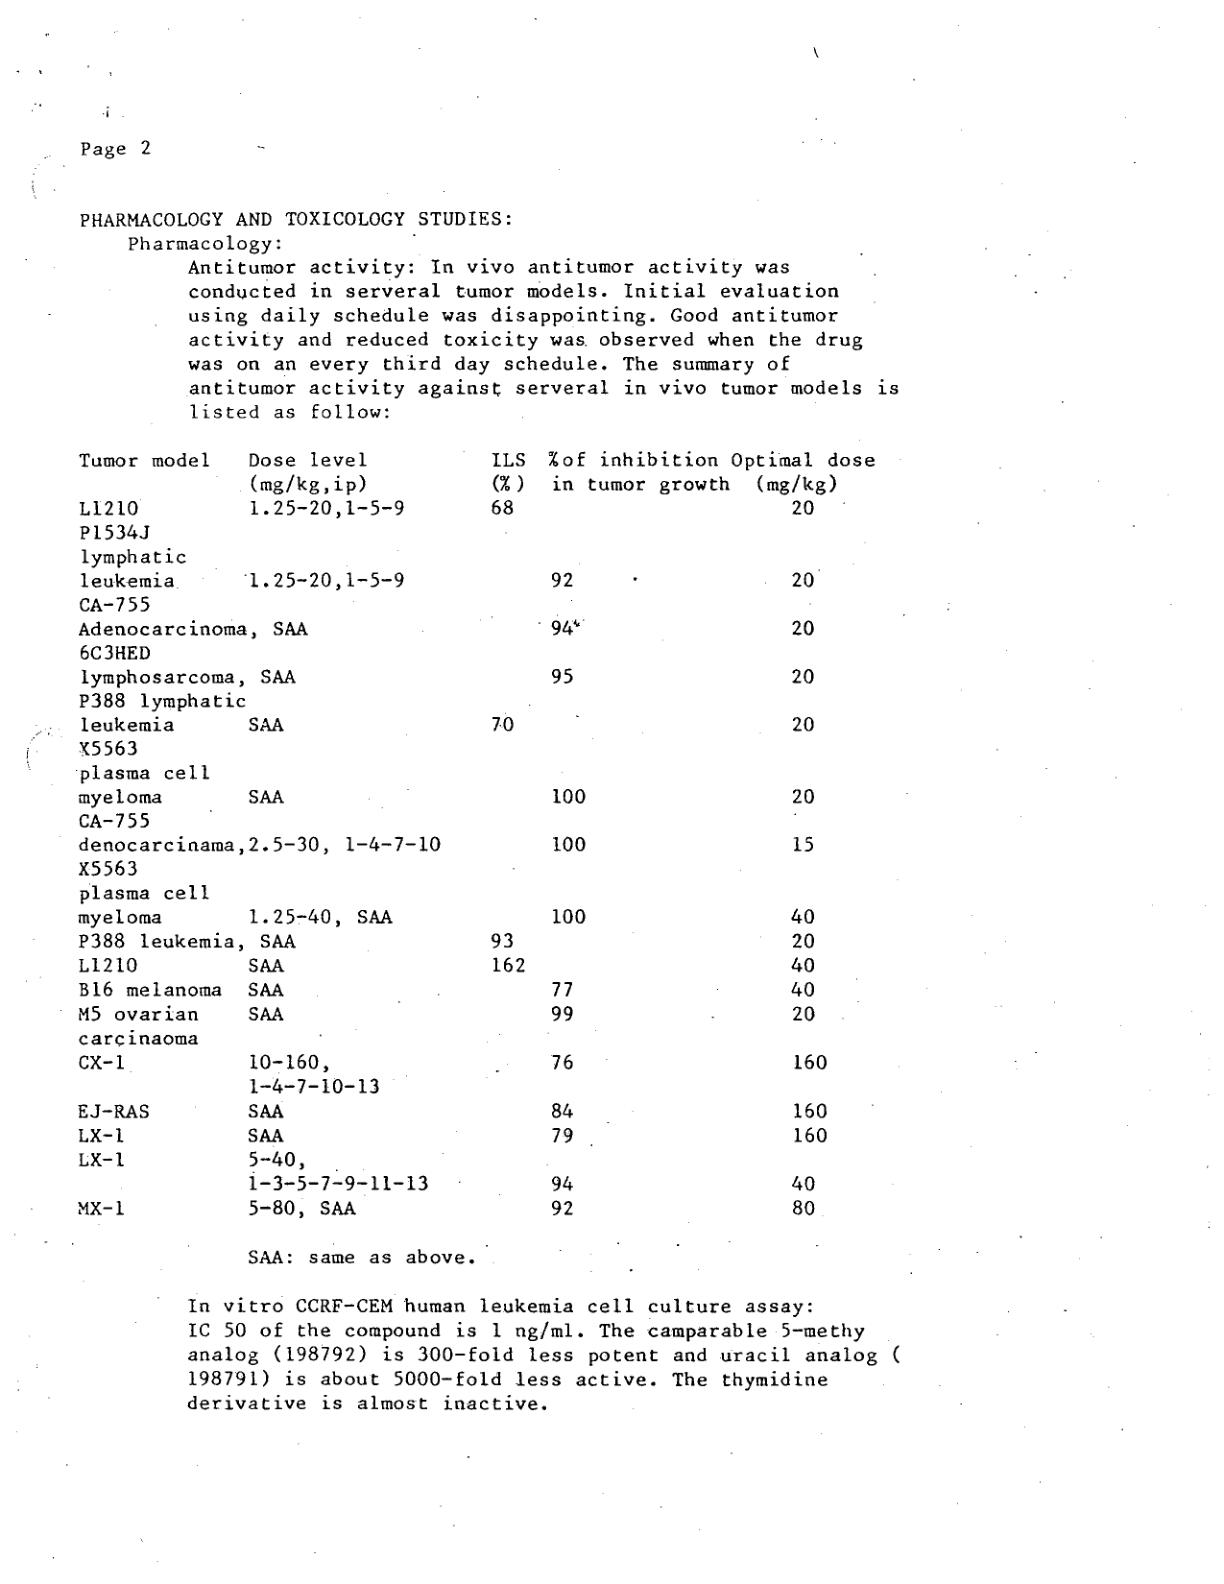 Page 2
PHARMACOLOGY AND TOXICOLOGY STUDIES:
Pharmacology:
Antitumor activity: In vivo antitumor activity was
conducted in serveral tumor models. Initial evaluation
using daily schedule was disappointing. Good antitumor
activity and reduced toxicity was observed when the drug
was on an every third day schedule. The summary of
antitumor activity against serveral in vivo tumor models is
listed as follow:
Tumor model Dose level ILS %of inhibition Optimal dose
(mg/kg,ip) (%) in tumor growth (mg/kg)
L1210 1.25-20,1-5-9 68 20
P1534J
lymphatic
leukemia 1.25-20,1-5-9 92 20
CA-755
Adenocarcinoma, SAA 94* 20
6C3HED
lymphosarcoma, SAA 95 20
P388 lymphatic
leukemia SAA 70 20
X5563
plasma cell
myeloma SAA 100 20
CA-755
denocarcinama,2.5-30, 1-4-7-10 100 15
X5563
plasma cell
myeloma 1.25-40, SAA 100 40
P388 leukemia, SAA 93 20
L1210 SAA 162 40
B16 melanoma SAA 77 40
M5 ovarian SAA 99 20
carcinaoma
CX-1 10-160, 76 160
1-4-7-10-13
EJ-RAS SAA 84 160
LX-1 SAA 79 160
LX-1 5-40,
1-3-5-7-9-11-13 94 40
MX-1 5-80, SAA 92 80
SAA: same as above.
In vitro CCRF-CEM human leukemia cell culture assay:
IC 50 of the compound is 1 ng/ml. The camparable 5-methy
analog (198792) is 300-fold less potent and uracil analog (
198791) is about 5000-fold less active. The thymidine
derivative is almost inactive.